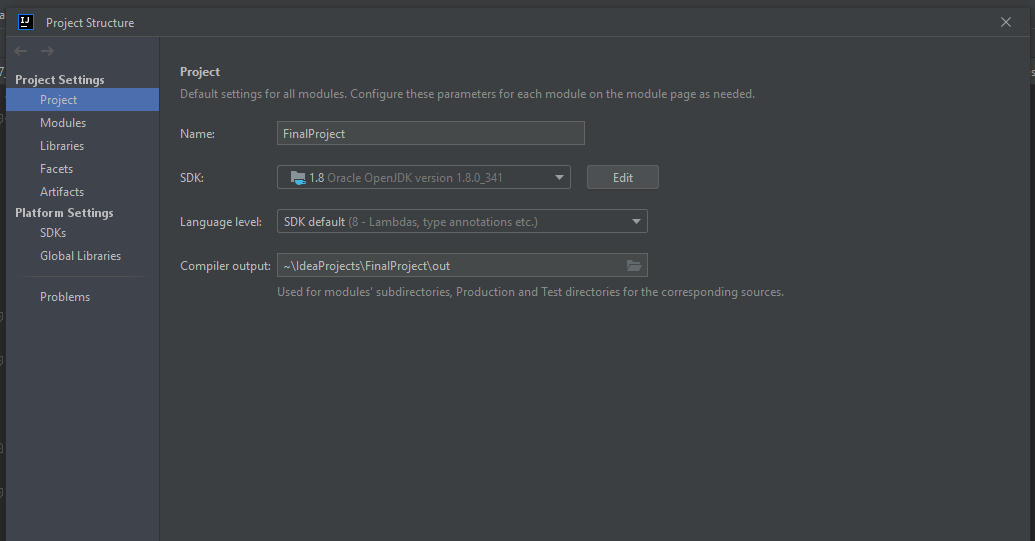 IJ
Project Structure
Project Settings
Project
Modules
Libraries
Facets
Artifacts
Platform Settings
SDKs
Global Libraries
Problems
Project
Default settings for all modules. Configure these parameters for each module on the module page as needed.
Name: FinalProject
SDK: 1.8 Oracle OpenJDK version 1.8.0_341 Edit
Language level: SDK default (8 - Lambdas, type annotations etc.)
Compiler output: ~\IdeaProjects\FinalProject\out
Used for modules' subdirectories, Production and Test directories for the corresponding sources.